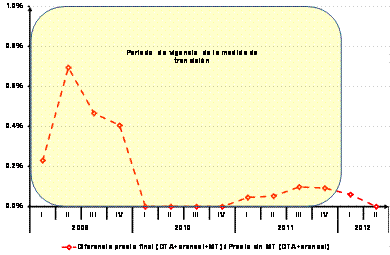 1.0%
Periodo de vigencia de la medida de
transición
0.8%
0.6%
0.4%
0.2%
0.0%
I II III IV I II III IV I II III IV I II
2009 2010 2011 2012
Diferencia precio final (OTA+arancel+MT) / Precio sin MT (OTA+arancel)